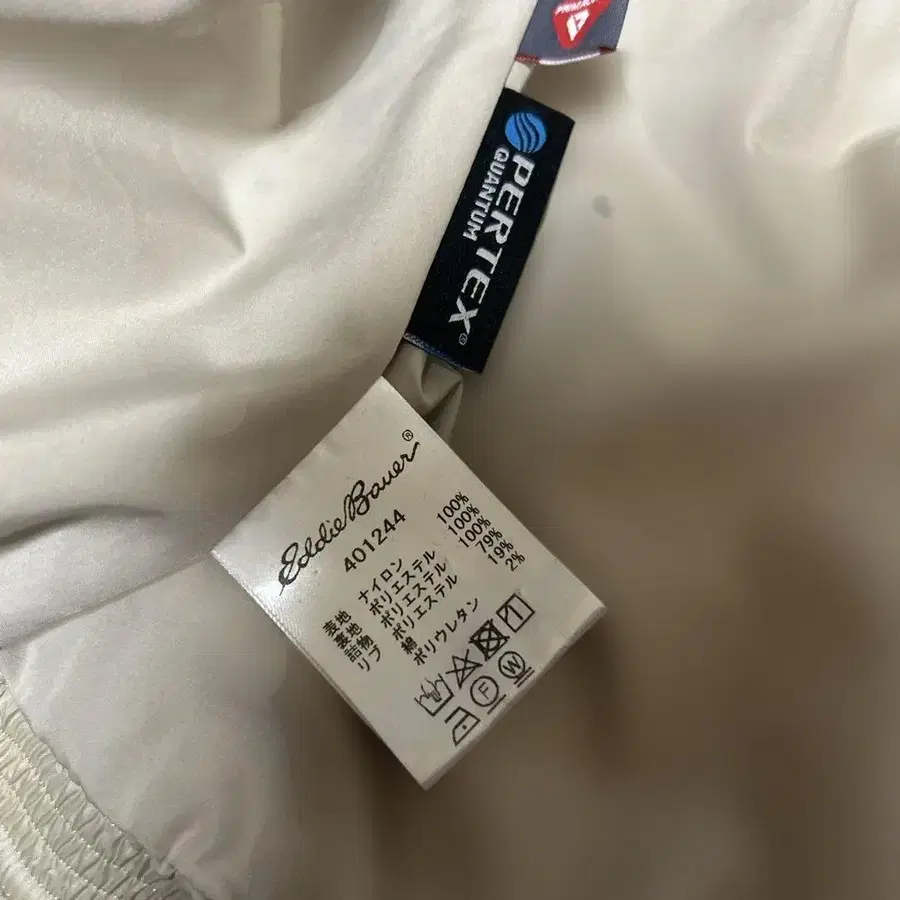 PRIMALOFT
PERTEX®
QUANTUM
Eddie Bauer®
401244
表地 ナイロン 100%
裏地 ポリエステル 100%
詰物 ポリエステル 100%
リブ ポリエステル 79%
綿 19%
ポリウレタン 2%
F W